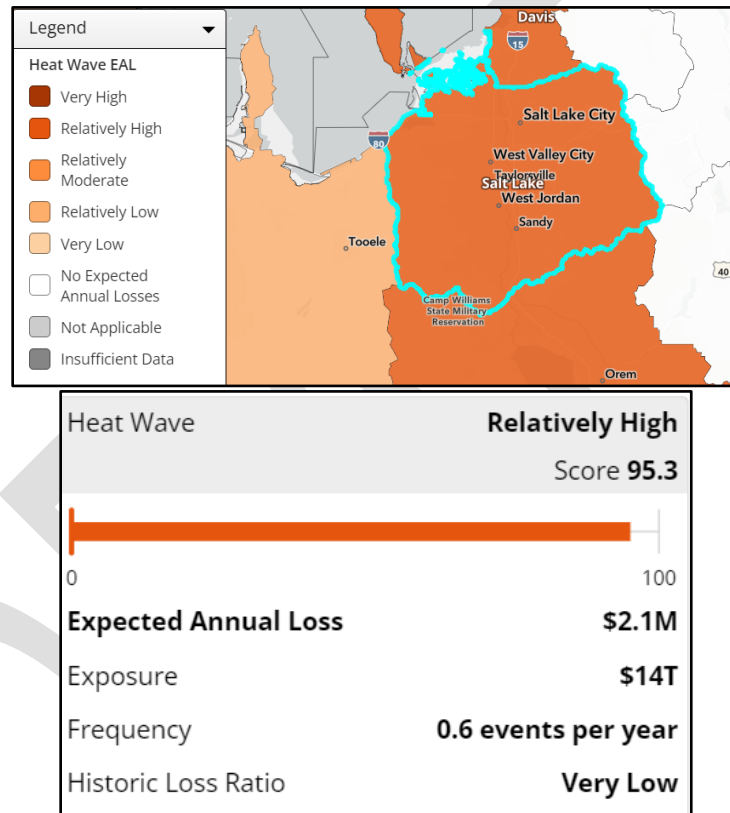 Legend
Heat Wave EAL
Very High
Relatively High
Relatively
Moderate
Relatively Low
Very Low
No Expected
Annual Losses
Not Applicable
Insufficient Data
Davis
15
Salt Lake City
80
West Valley City
Taylorsville
Salt Lake
West Jordan
Sandy
Tooele
40
Camp Williams
State Military
Reservation
Orem
Heat Wave Relatively High
Score 95.3
0 100
Expected Annual Loss $2.1M
Exposure $14T
Frequency 0.6 events per year
Historic Loss Ratio Very Low